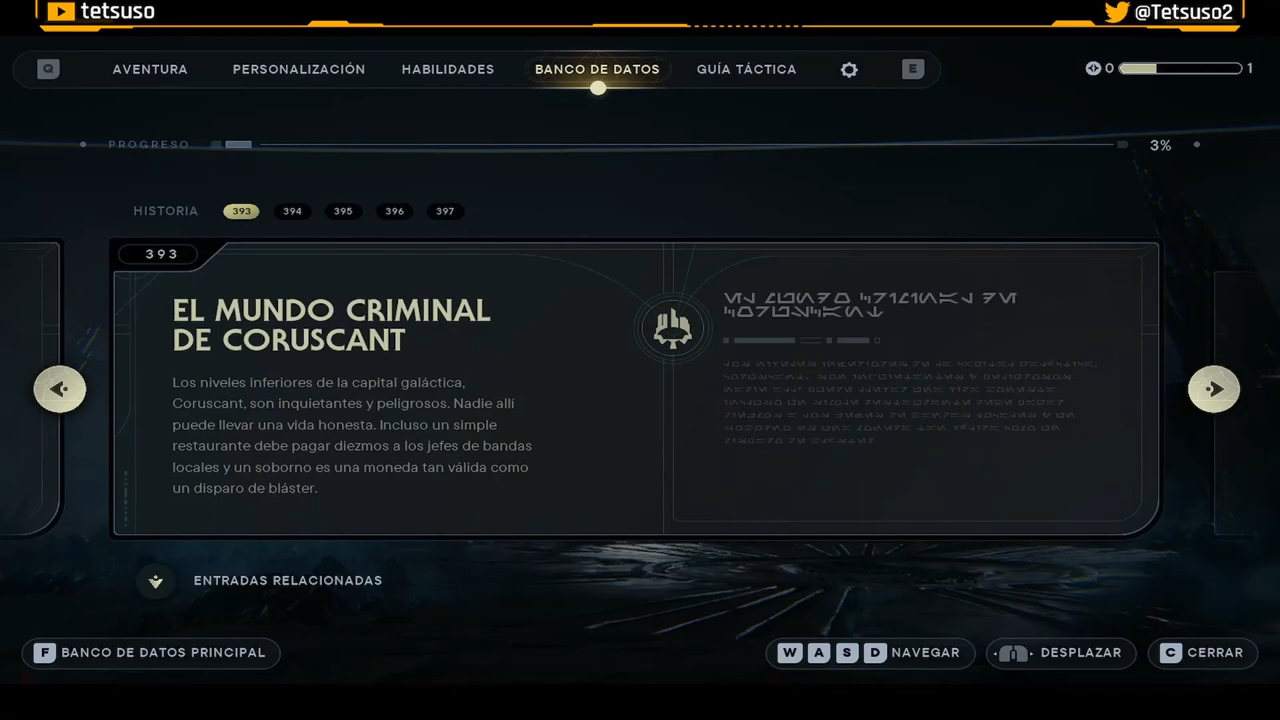 tetsuso
@Tetsuso2
Q
AVENTURA
PERSONALIZACIÓN
HABILIDADES
BANCO DE DATOS
GUÍA TÁCTICA
E
0
1
PROGRESO
3%
HISTORIA
393
394
395
396
397
393
EL MUNDO CRIMINAL
DE CORUSCANT
Los niveles inferiores de la capital galáctica,
Coruscant, son inquietantes y peligrosos. Nadie allí
puede llevar una vida honesta. Incluso un simple
restaurante debe pagar diezmos a los jefes de bandas
locales y un soborno es una moneda tan válida como
un disparo de bláster.
ENTRADAS RELACIONADAS
F BANCO DE DATOS PRINCIPAL
W A S D NAVEGAR
DESPLAZAR
C CERRAR